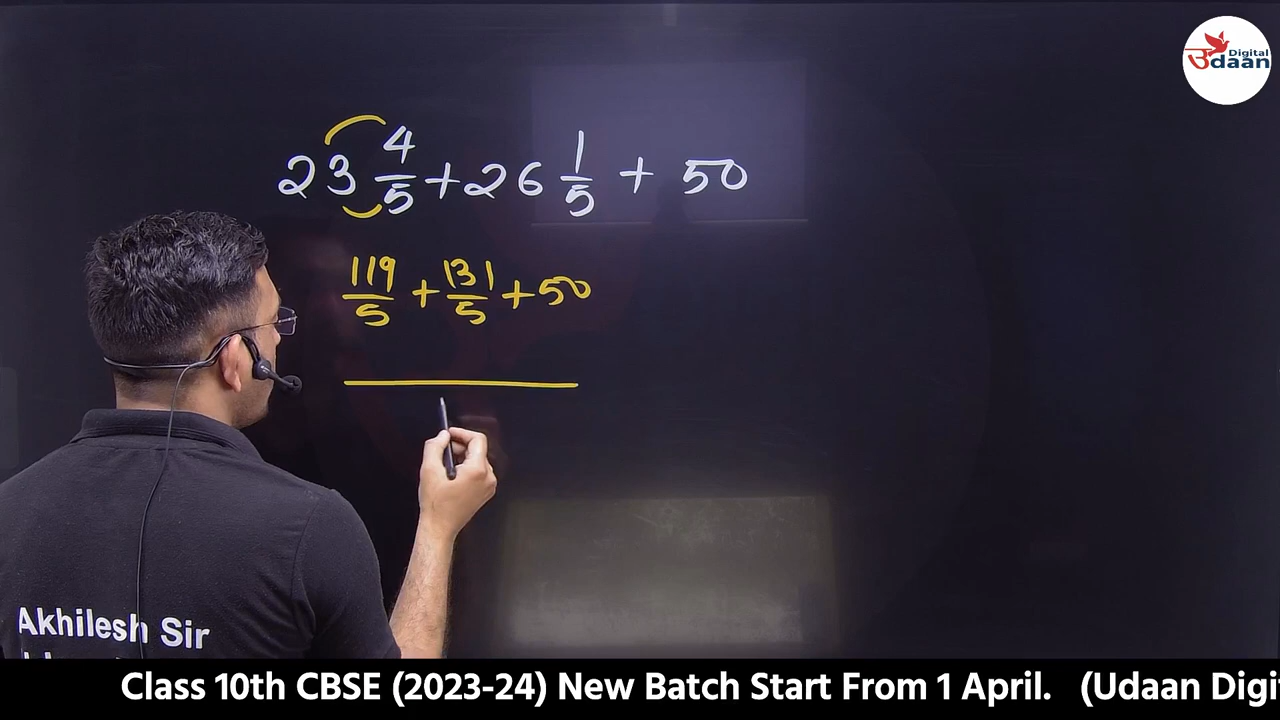 Digital
उdaan
23 4/5 + 26 1/5 + 50
119/5 + 131/5 + 50
Akhilesh Sir
Class 10th CBSE (2023-24) New Batch Start From 1 April. (Udaan Digi